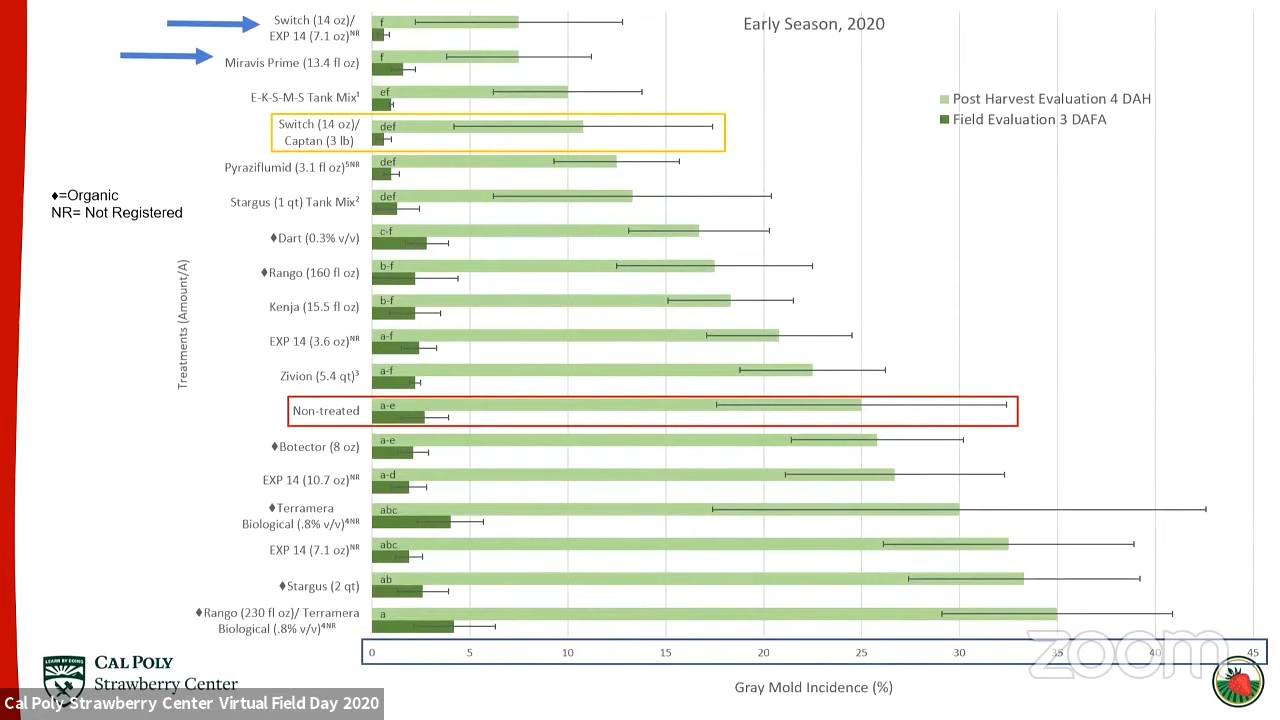 Early Season, 2020
Switch (14 oz)/
EXP 14 (7.1 oz)ᴺᴿ
f
Miravis Prime (13.4 fl oz)
f
E-K-S-M-S Tank Mix¹
ef
Switch (14 oz)/
Captan (3 lb)
def
Pyraziflumid (3.1 fl oz)⁵ᴺᴿ
def
Stargus (1 qt) Tank Mix²
def
♦Dart (0.3% v/v)
c-f
♦Rango (160 fl oz)
b-f
Kenja (15.5 fl oz)
b-f
EXP 14 (3.6 oz)ᴺᴿ
a-f
Zivion (5.4 qt)³
a-f
Non-treated
a-e
♦Botector (8 oz)
a-e
EXP 14 (10.7 oz)ᴺᴿ
a-d
♦Terramera
Biological (.8% v/v)⁴ᴺᴿ
abc
EXP 14 (7.1 oz)ᴺᴿ
abc
♦Stargus (2 qt)
ab
♦Rango (230 fl oz)/ Terramera
Biological (.8% v/v)⁴ᴺᴿ
a
Post Harvest Evaluation 4 DAH
Field Evaluation 3 DAFA
♦=Organic
NR= Not Registered
Treatments (Amount/A)
0 5 10 15 20 25 30 35 40 45
Gray Mold Incidence (%)
zoom
LEARN BY DOING
CAL POLY
Strawberry Center
Cal Poly Strawberry Center Virtual Field Day 2020